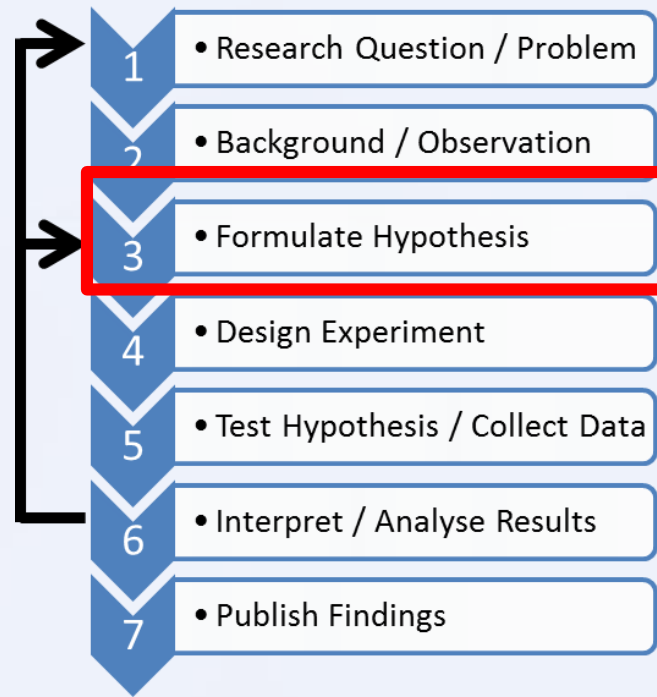 1 • Research Question / Problem
2 • Background / Observation
3 • Formulate Hypothesis
4 • Design Experiment
5 • Test Hypothesis / Collect Data
6 • Interpret / Analyse Results
7 • Publish Findings